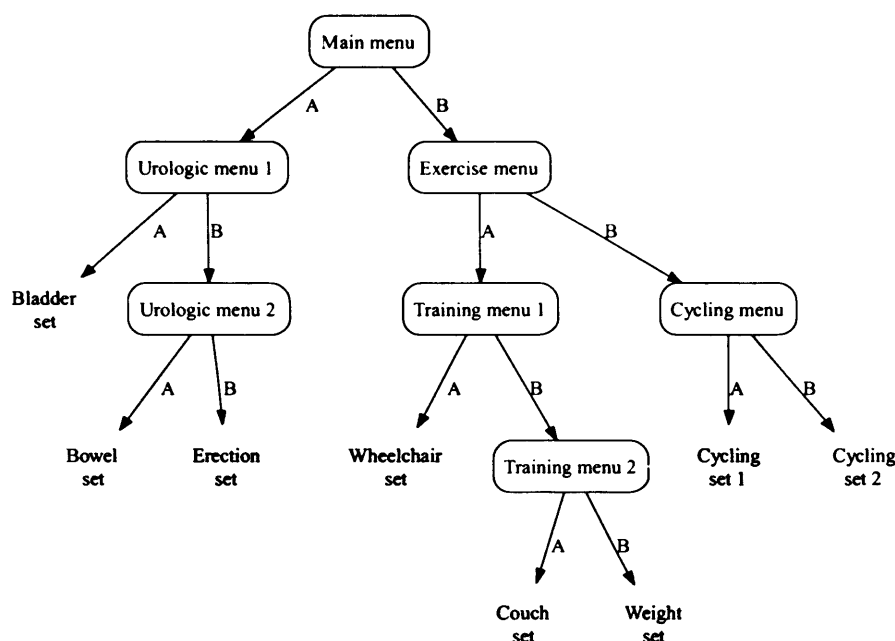 Main menu
A
B
Urologic menu 1
Exercise menu
A
B
A
B
Bladder
set
Urologic menu 2
Training menu 1
Cycling menu
A
B
A
B
A
B
Bowel
set
Erection
set
Wheelchair
set
Training menu 2
Cycling
set 1
Cycling
set 2
A
B
Couch
set
Weight
set